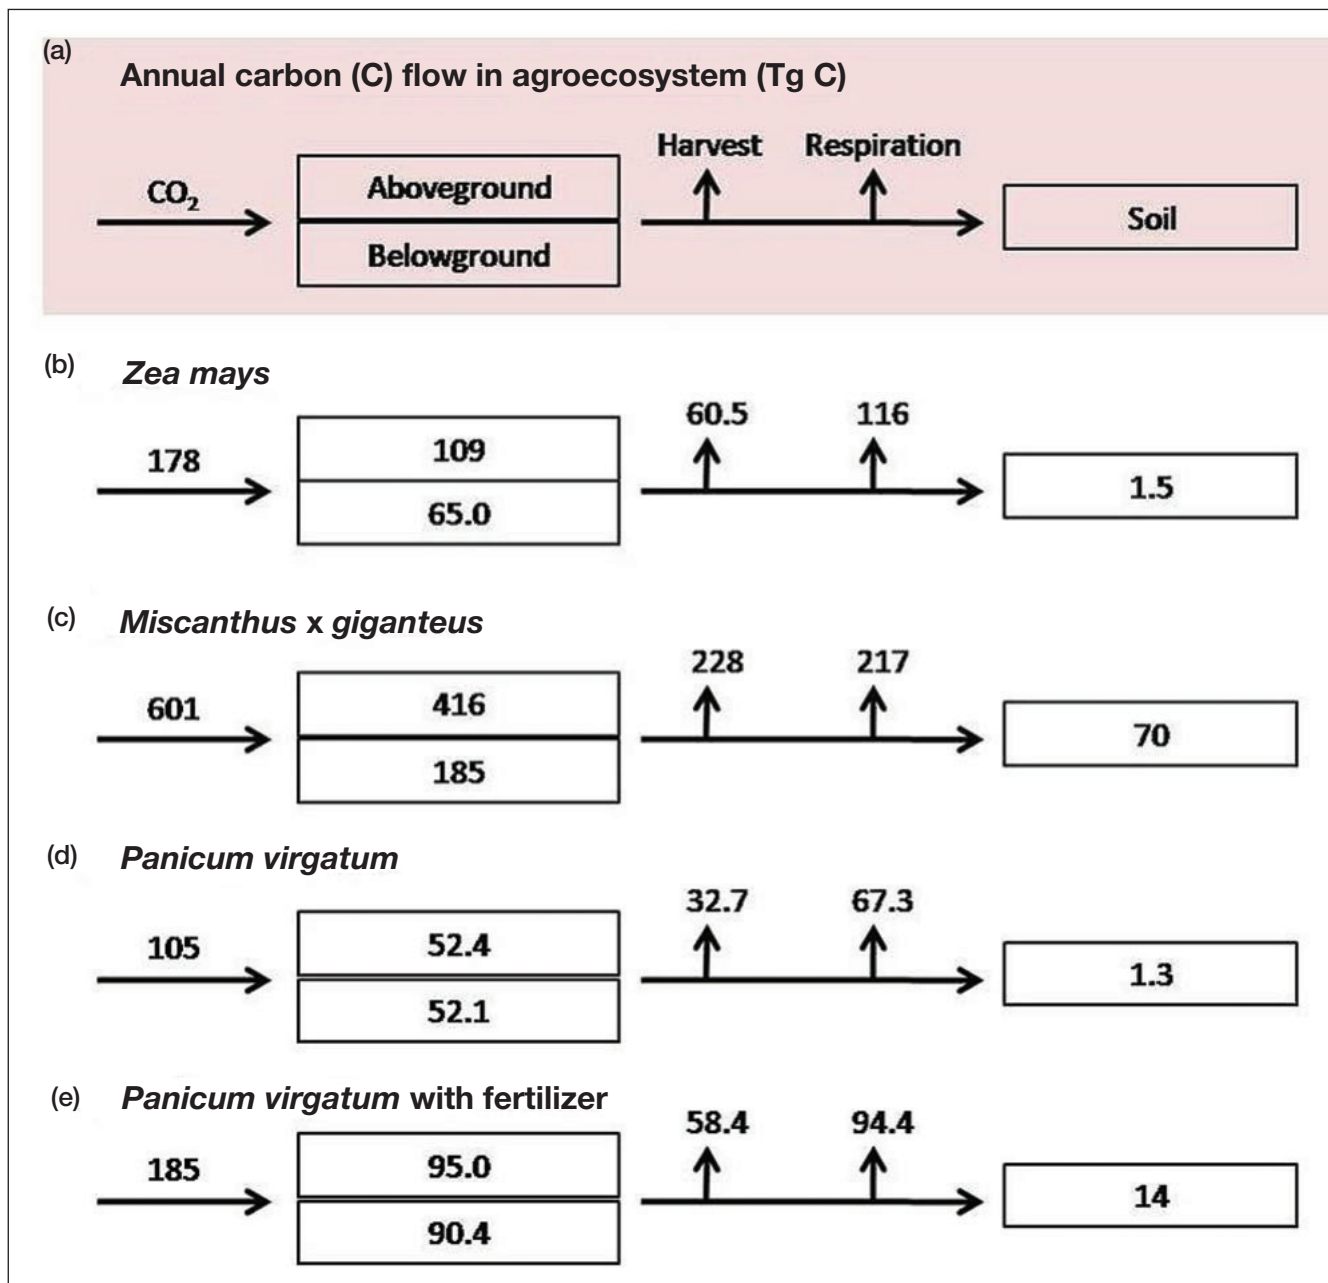 (a)
Annual carbon (C) flow in agroecosystem (Tg C)
Harvest Respiration
CO₂
Aboveground
Belowground
Soil
(b) Zea mays
60.5 116
178
109
65.0
1.5
(c) Miscanthus x giganteus
228 217
601
416
185
70
(d) Panicum virgatum
32.7 67.3
105
52.4
52.1
1.3
(e) Panicum virgatum with fertilizer
58.4 94.4
185
95.0
90.4
14